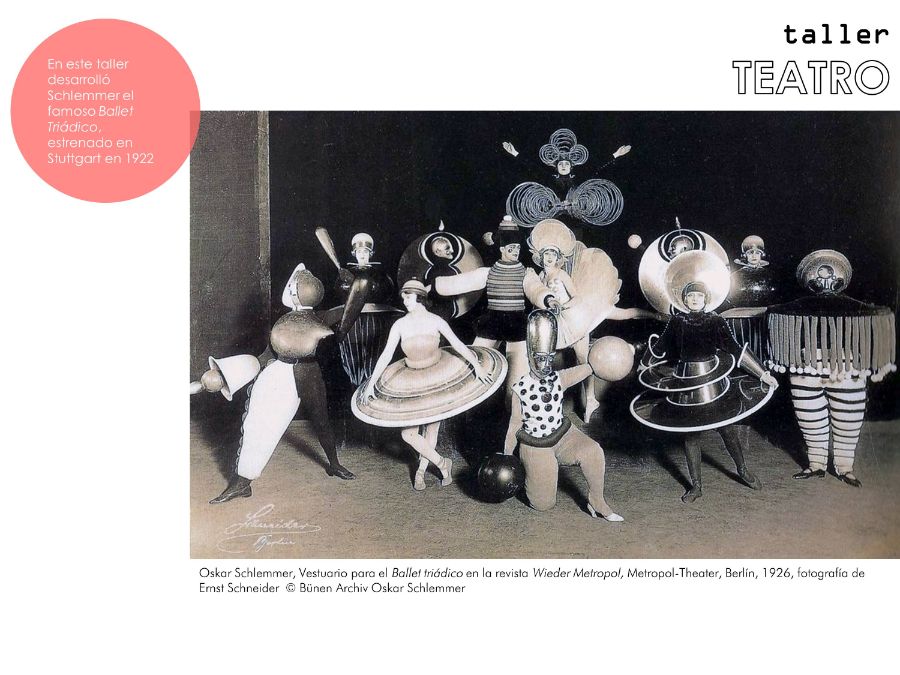 taller
TEATRO
En este taller
desarrolló
Schlemmer el
famoso Ballet
Triádico,
estrenado en
Stuttgart en 1922
Schneider
Berlin
Oskar Schlemmer, Vestuario para el Ballet triádico en la revista Wieder Metropol, Metropol-Theater, Berlín, 1926, fotografía de
Ernst Schneider © Bünen Archiv Oskar Schlemmer